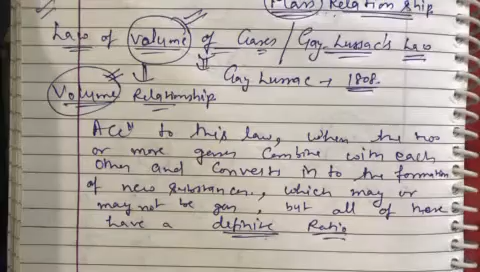 (Mass) Relationship
Law of Volume of Gases / Gay Lussac's Law
Gay Lussac → 1808.
Volume Relationship
Acc" to this law, when the two
or more gases combine with each
other and converts in to the formation
of new substances, which may or
may not be gas, but all of these
have a definite Ratio